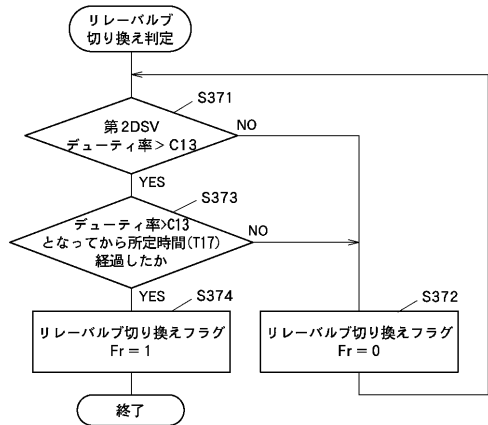 リレーバルブ
切り換え判定
S371
第2DSV
デューティ率＞C13
NO
YES
S373
デューティ率>C13
となってから所定時間(T17)
経過したか
NO
YES
S374
リレーバルブ切り換えフラグ
Fr = 1
S372
リレーバルブ切り換えフラグ
Fr = 0
終了